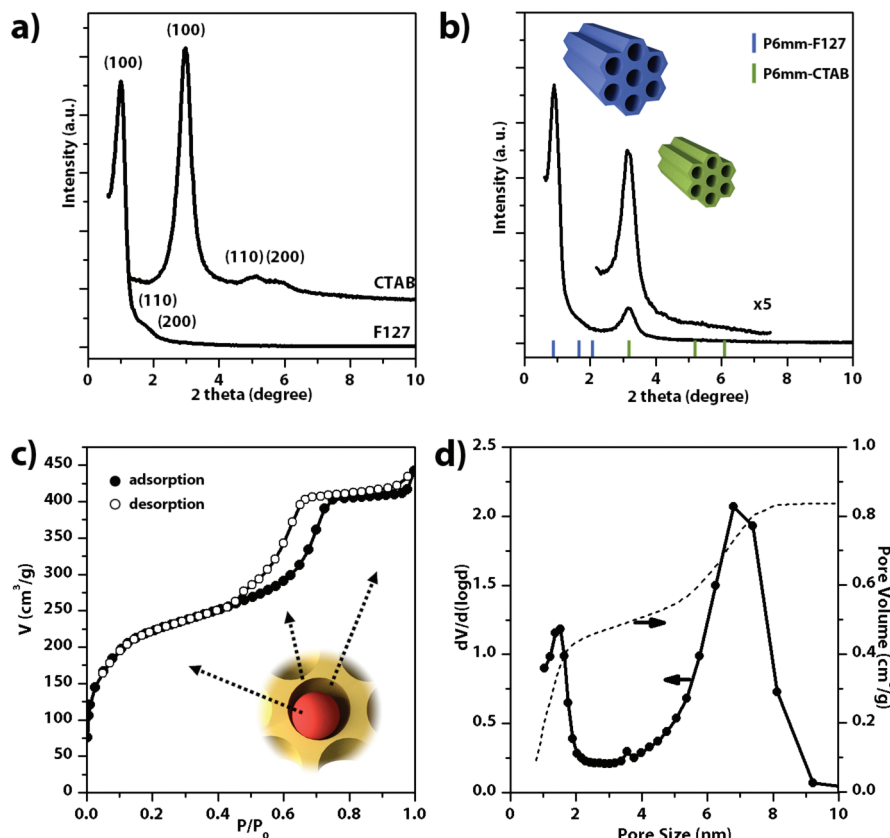 a)
(100)
(100)
(110)
(200)
CTAB
(110)
(200)
F127
Intensity (a.u.)
0
2
4
6
8
10
2 theta (degree)
b)
P6mm-F127
P6mm-CTAB
x5
Intensity (a. u.)
0
2
4
6
8
10
2 theta (degree)
c)
450
400
350
300
250
200
150
100
50
0
V (cm³/g)
adsorption
desorption
0.0
0.2
0.4
0.6
0.8
1.0
P/Pₒ
d)
2.5
2.0
1.5
1.0
0.5
0.0
dV/d(logd)
1.0
0.8
0.6
0.4
0.2
0.0
Pore Volume (cm³/g)
0
2
4
6
8
10
Pore Size (nm)